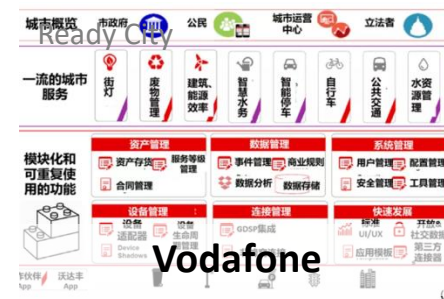 城市概览 市政府 公民 城市运营中心 立法者
Ready City
一流的城市服务 街灯 废物管理 建筑、能源效率 智慧水务 智能停车 自行车 公共交通 水资源管理
模块化和可重复使用的功能
资产管理 数据管理 系统管理
资产存货 服务等级管理 事件管理 商业规则 用户管理 配置管理
合同管理 数据分析 数据存储 安全管理 工具管理
设备管理 连接管理 快速发展
设备适配器 设备生命周期管理 GDSP集成 标准UI/UX 开放&社交数据
Device Shadows 应用模板 第三方连接器
Vodafone
沃达丰App